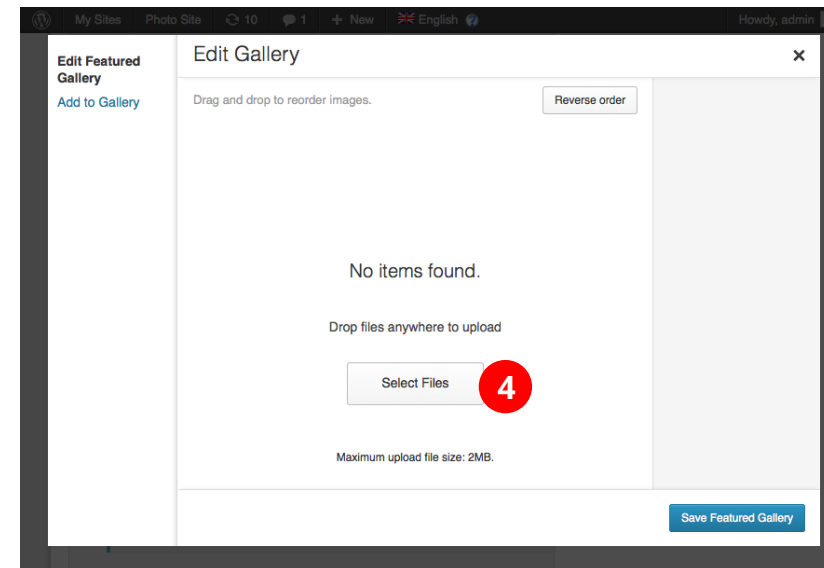 My Sites Photo Site 10 1 + New English Howdy, admin
Edit Featured
Gallery
Add to Gallery
Edit Gallery
Drag and drop to reorder images.
Reverse order
No items found.
Drop files anywhere to upload
Select Files
4
Maximum upload file size: 2MB.
Save Featured Gallery